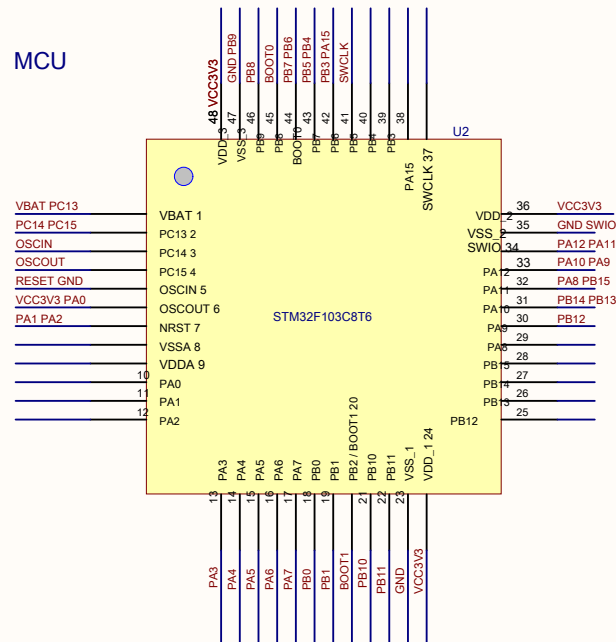 MCU
48 VCC3V3
47 GND PB9
46 PB8
45 BOOT0
44 PB7 PB6
43 PB5 PB4
42 PB3 PA15
41 SWCLK
40
39
38
VDD_3
VSS_3
PB9
PB8
BOOT0
PB7
PB6
PB5
PB4
PB3
PA15
SWCLK 37
U2
VBAT PC13
PC14 PC15
OSCIN
OSCOUT
RESET GND
VCC3V3 PA0
PA1 PA2
10
11
12
VBAT 1
PC13 2
PC14 3
PC15 4
OSCIN 5
OSCOUT 6
NRST 7
VSSA 8
VDDA 9
PA0
PA1
PA2
STM32F103C8T6
VDD_2
VSS_2
SWIO 34
PA12
PA11
PA10
PA9
PA8
PB15
PB14
PB13
PB12
36
35
33
32
31
30
29
28
27
26
25
VCC3V3
GND SWIO
PA12 PA11
PA10 PA9
PA8 PB15
PB14 PB13
PB12
PA3
PA4
PA5
PA6
PA7
PB0
PB1
PB2 / BOOT1 20
PB10
PB11
VSS_1
VDD_1 24
13
14
15
16
17
18
19
21
22
23
PA3
PA4
PA5
PA6
PA7
PB0
PB1
BOOT1
PB10
PB11
GND
VCC3V3